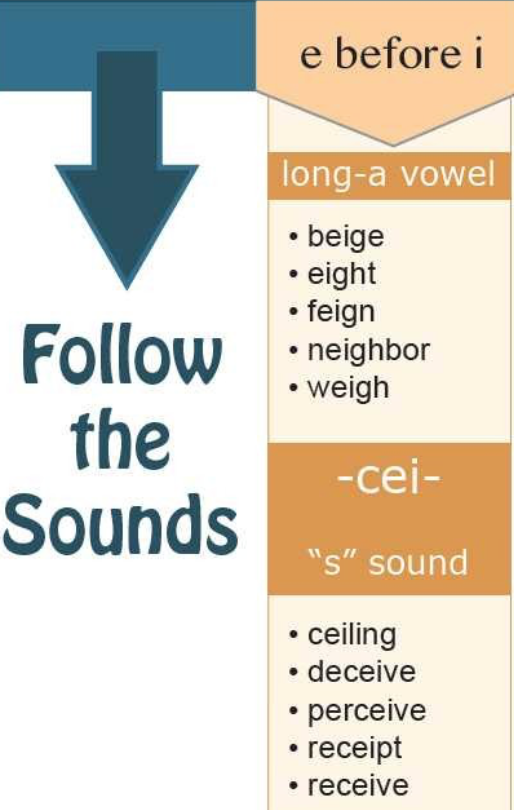 e before i
long-a vowel
• beige
• eight
• feign
• neighbor
• weigh
Follow
the
Sounds
-cei-
“s” sound
• ceiling
• deceive
• perceive
• receipt
• receive